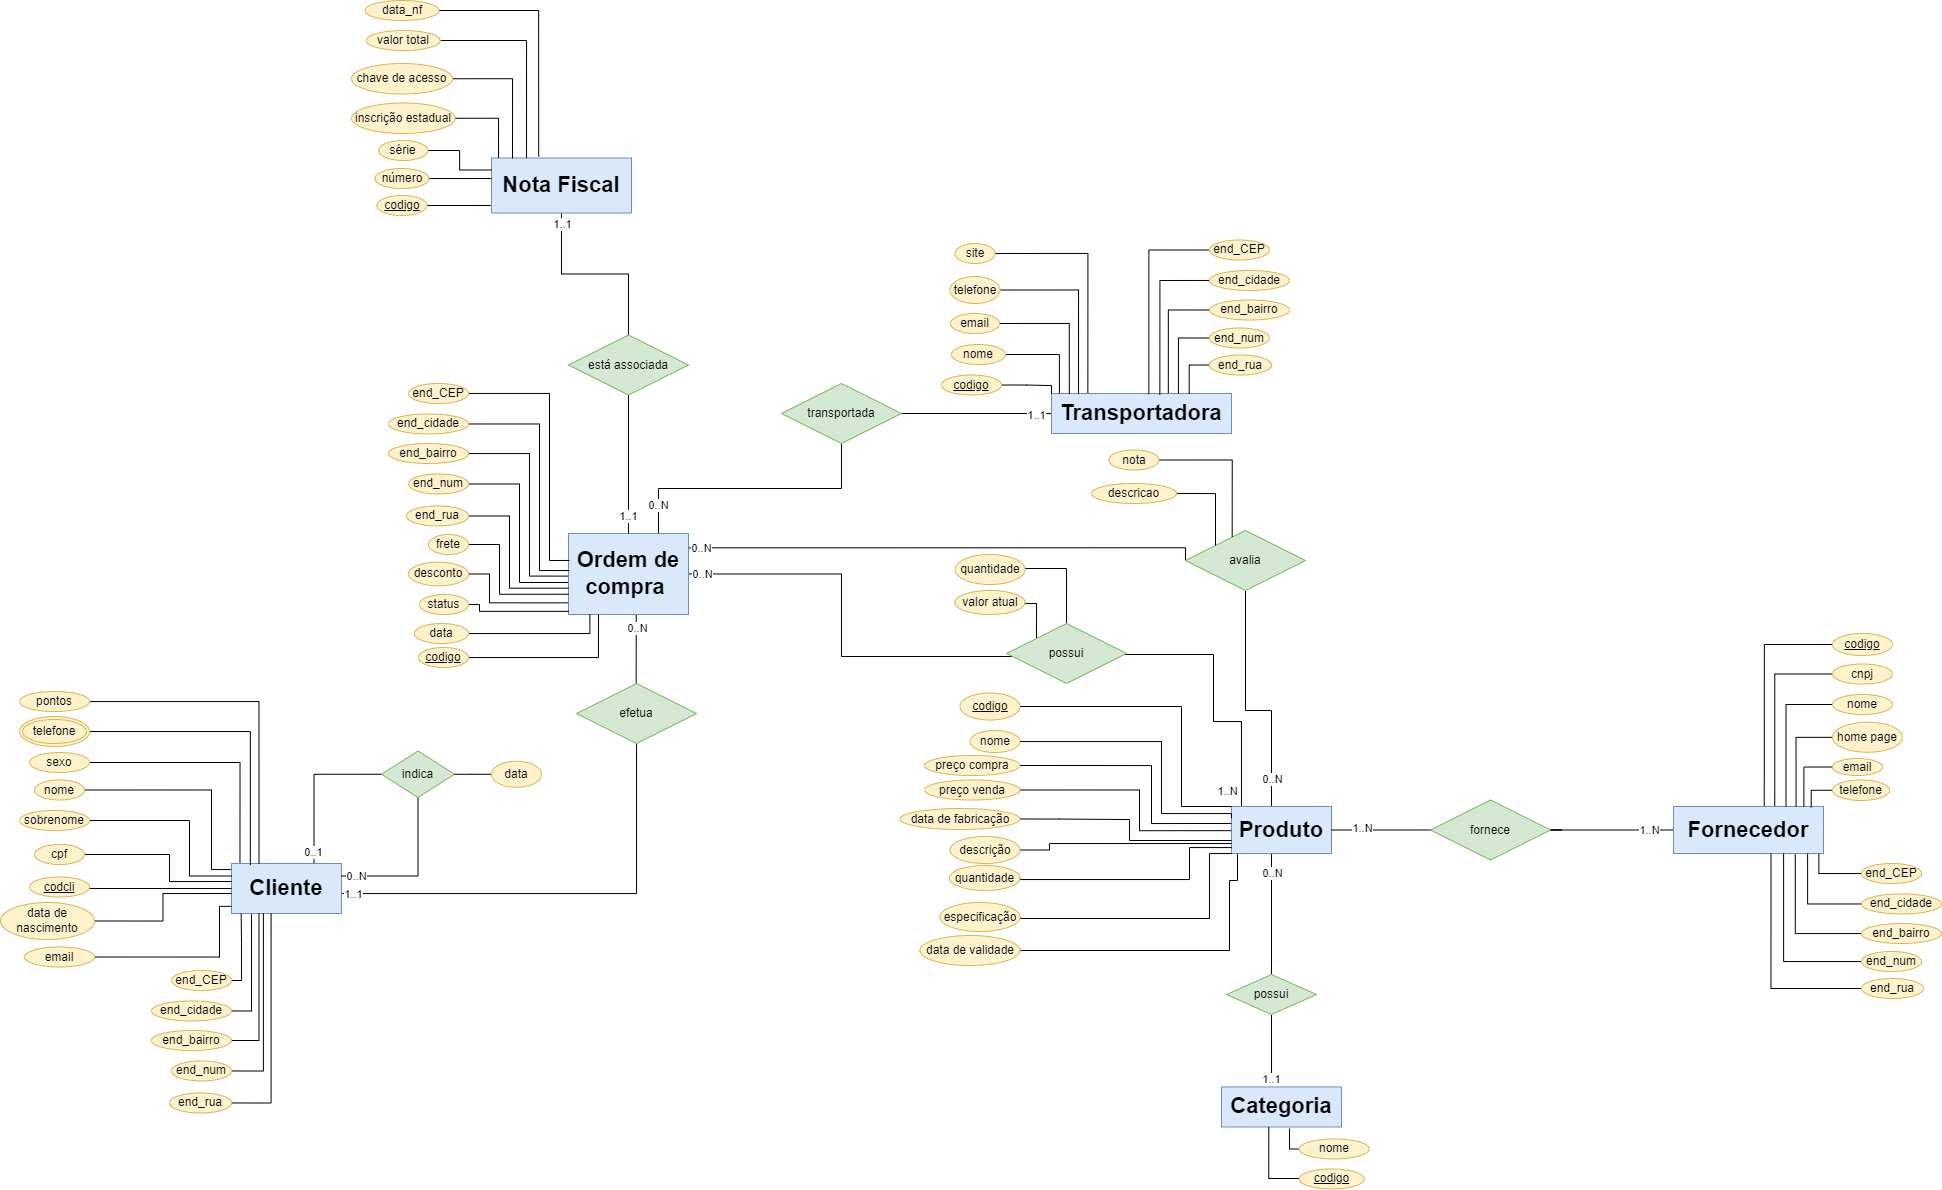 data_nf
valor total
chave de acesso
inscrição estadual
série
número
codigo
Nota Fiscal
1..1
está associada
1..1
site
telefone
email
nome
codigo
end_CEP
end_cidade
end_bairro
end_num
end_rua
Transportadora
1..1
transportada
0..N
end_CEP
end_cidade
end_bairro
end_num
end_rua
frete
desconto
status
data
codigo
Ordem de
compra
0..N
0..N
0..N
nota
descricao
avalia
quantidade
valor atual
possui
efetua
pontos
telefone
sexo
nome
sobrenome
cpf
codcli
data de
nascimento
email
end_CEP
end_cidade
end_bairro
end_num
end_rua
indica
data
0..1
0..N
1..1
Cliente
codigo
nome
preço compra
preço venda
data de fabricação
descrição
quantidade
especificação
data de validade
1..N
0..N
Produto
1..N
0..N
fornece
1..N
codigo
cnpj
nome
home page
email
telefone
Fornecedor
end_CEP
end_cidade
end_bairro
end_num
end_rua
possui
1..1
Categoria
nome
codigo